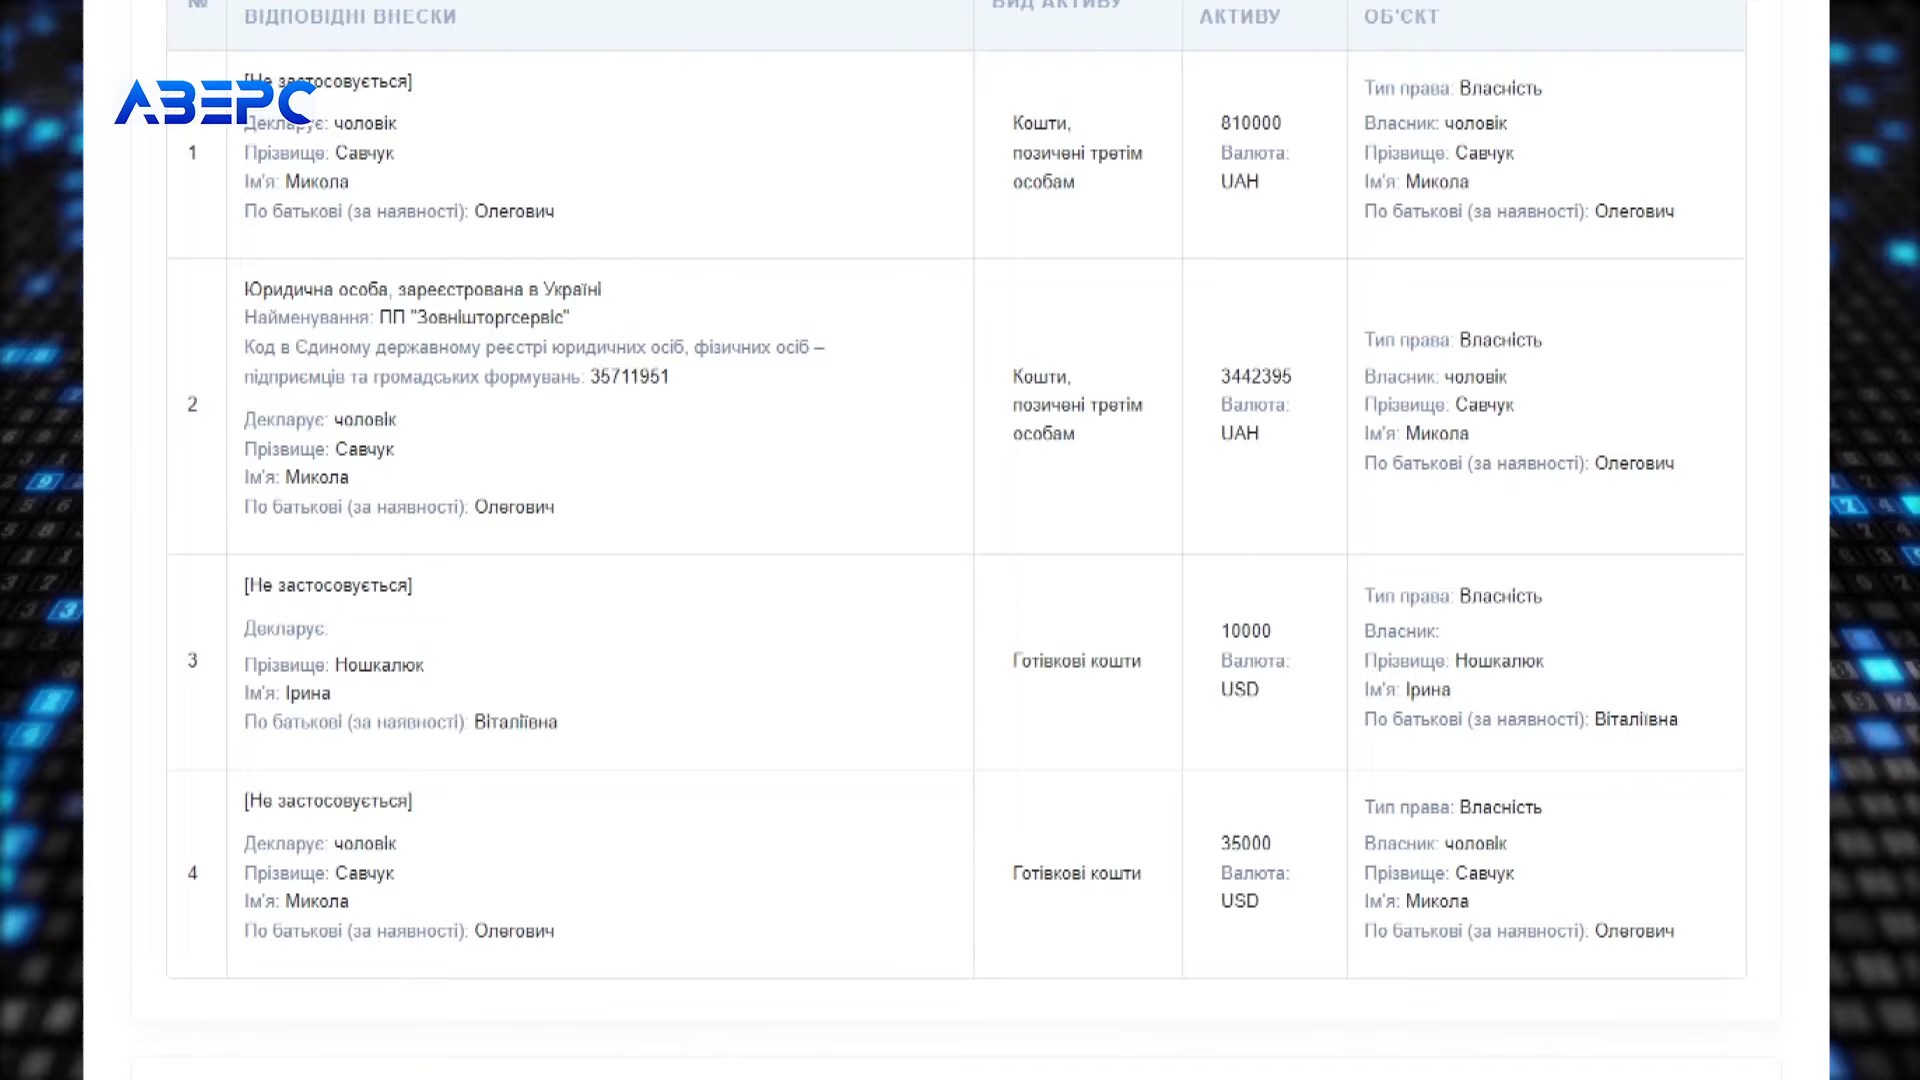 №
ВІДПОВІДНІ ВНЕСКИ
ВИД АКТИВУ
АКТИВУ
ОБ'ЄКТ
АВЕРС
1
[Не застосовується]
Декларує: чоловік
Прізвище: Савчук
Ім'я: Микола
По батькові (за наявності): Олегович
Кошти,
позичені третім
особам
810000
Валюта:
UAH
Тип права: Власність
Власник: чоловік
Прізвище: Савчук
Ім'я: Микола
По батькові (за наявності): Олегович
2
Юридична особа, зареєстрована в Україні
Найменування: ПП "Зовнішторгсервіс"
Код в Єдиному державному реєстрі юридичних осіб, фізичних осіб –
підприємців та громадських формувань: 35711951
Декларує: чоловік
Прізвище: Савчук
Ім'я: Микола
По батькові (за наявності): Олегович
Кошти,
позичені третім
особам
3442395
Валюта:
UAH
Тип права: Власність
Власник: чоловік
Прізвище: Савчук
Ім'я: Микола
По батькові (за наявності): Олегович
3
[Не застосовується]
Декларує:
Прізвище: Ношкалюк
Ім'я: Ірина
По батькові (за наявності): Віталіївна
Готівкові кошти
10000
Валюта:
USD
Тип права: Власність
Власник:
Прізвище: Ношкалюк
Ім'я: Ірина
По батькові (за наявності): Віталіївна
4
[Не застосовується]
Декларує: чоловік
Прізвище: Савчук
Ім'я: Микола
По батькові (за наявності): Олегович
Готівкові кошти
35000
Валюта:
USD
Тип права: Власність
Власник: чоловік
Прізвище: Савчук
Ім'я: Микола
По батькові (за наявності): Олегович